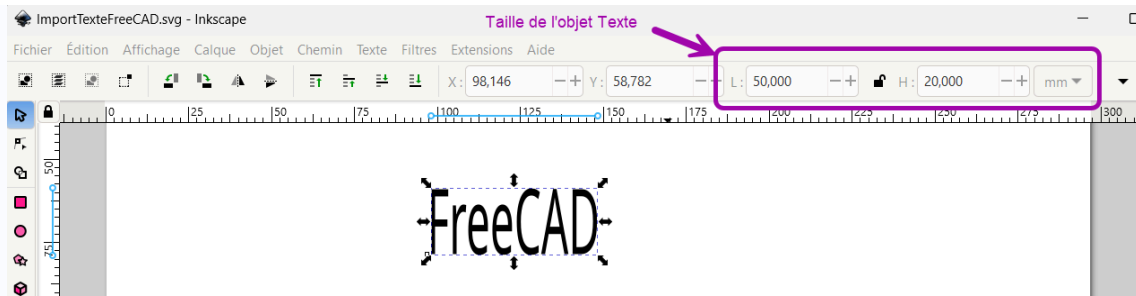 ImportTexteFreeCAD.svg - Inkscape
Taille de l'objet Texte
Fichier Édition Affichage Calque Objet Chemin Texte Filtres Extensions Aide
X: 98,146 Y: 58,782 L: 50,000 H: 20,000 mm
0 25 50 75 100 125 150 175 200 225 250 275 300
50
75
FreeCAD